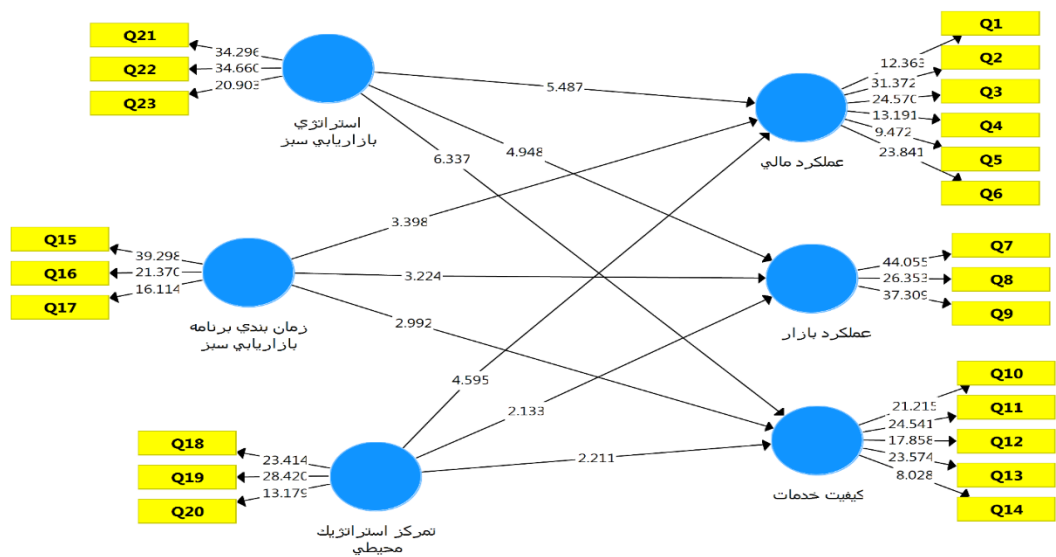 Q21
34.296
Q22
34.660
Q23
20.903
استراتژي
بازاريابي سبز
Q15
39.298
Q16
21.370
Q17
16.114
زمان بندي برنامه
بازاريابي سبز
Q18
23.414
Q19
28.420
Q20
13.179
تمركز استراتژيك
محيطي
5.487
4.948
6.337
3.398
3.224
2.992
4.595
2.133
2.211
Q1
12.363
Q2
31.372
Q3
24.570
Q4
13.191
Q5
9.472
Q6
23.841
عملكرد مالي
Q7
44.055
Q8
26.353
Q9
37.309
عملكرد بازار
Q10
21.215
Q11
24.541
Q12
17.858
Q13
23.574
Q14
8.028
كيفيت خدمات